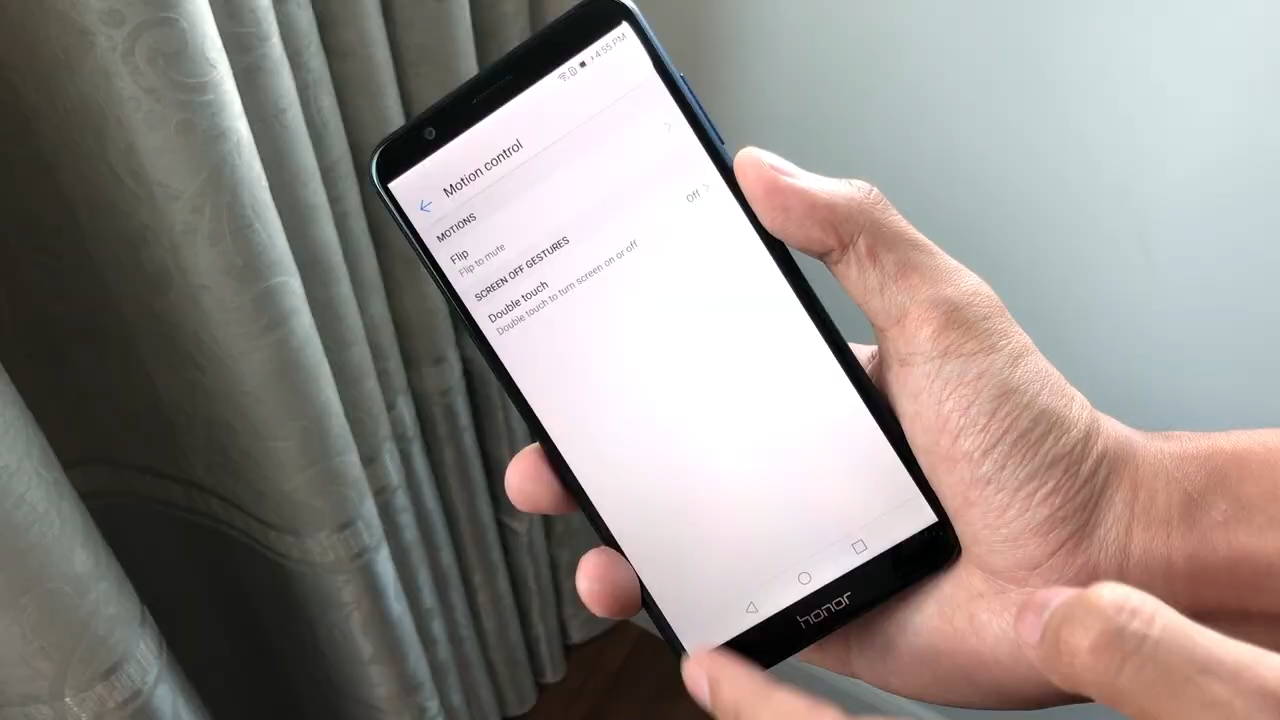 4:55 PM
Motion control
MOTIONS
Flip
Flip to mute
SCREEN OFF GESTURES
Double touch
Double touch to turn screen on or off
Off
honor